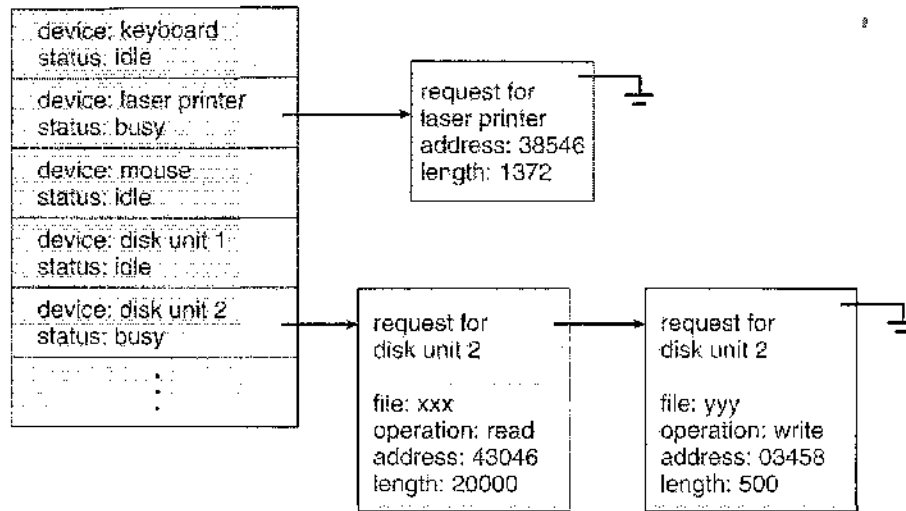 device: keyboard
status: idle
device: laser printer
status: busy
device: mouse
status: idle
device: disk unit 1
status: idle
device: disk unit 2
status: busy
request for
laser printer
address: 38546
length: 1372
request for
disk unit 2
file: xxx
operation: read
address: 43046
length: 20000
request for
disk unit 2
file: yyy
operation: write
address: 03458
length: 500